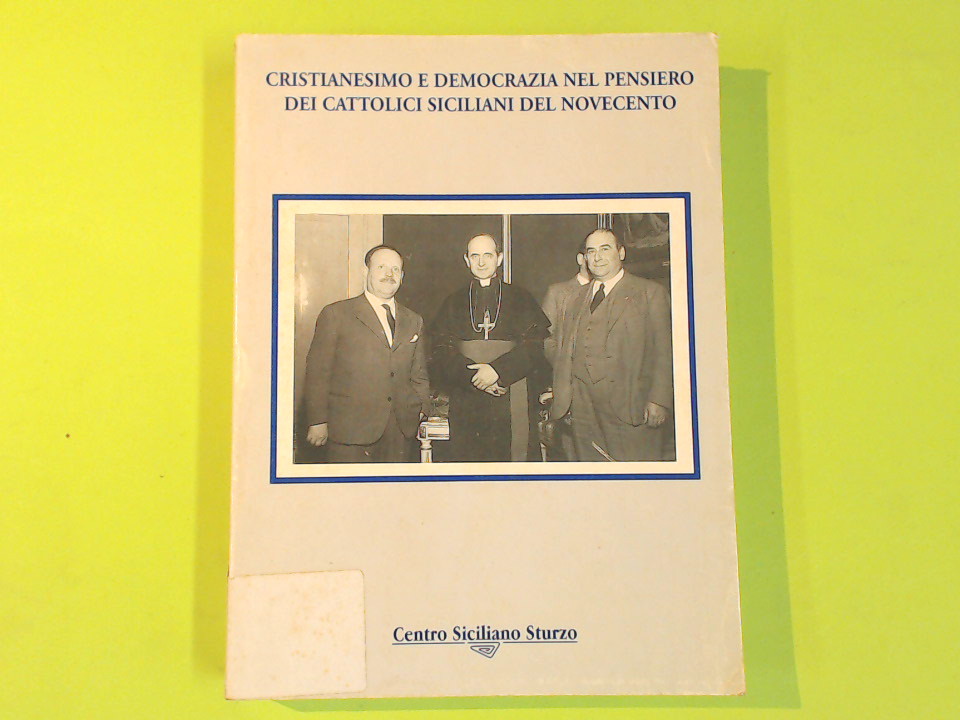 CRISTIANESIMO E DEMOCRAZIA NEL PENSIERO
DEI CATTOLICI SICILIANI DEL NOVECENTO
Centro Siciliano Sturzo